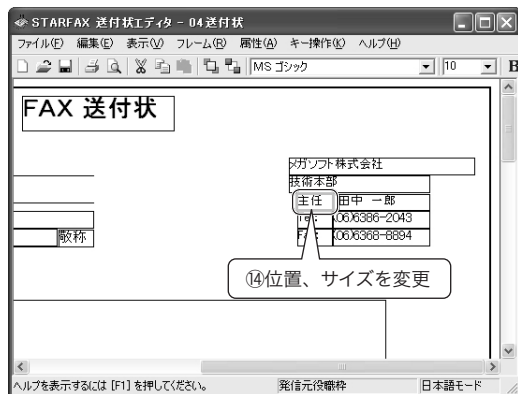 STARFAX 送付状エディタ - 04送付状
ファイル(F) 編集(E) 表示(V) フレーム(R) 属性(A) キー操作(K) ヘルプ(H)
MS ゴシック 10 B
FAX 送付状
メガソフト株式会社
技術本部
主任 田中 一郎
Tel: (06)6386-2043
敬称
(06)6368-8894
⑭位置、サイズを変更
ヘルプを表示するには [F1] を押してください。 発信元役職枠 日本語モード